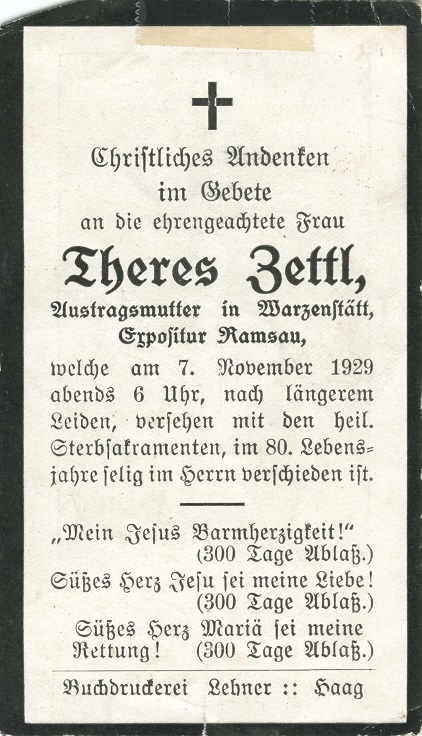 Christliches Andenken
im Gebete
an die ehrengeachtete Frau
Theres Zettl,
Austragsmutter in Warzenstätt,
Expositur Ramsau,
welche am 7. November 1929
abends 6 Uhr, nach längerem
Leiden, versehen mit den heil.
Sterbsakramenten, im 80. Lebens-
jahre selig im Herrn verschieden ist.
„Mein Jesus Barmherzigkeit!“
(300 Tage Ablaß.)
Süßes Herz Jesu sei meine Liebe!
(300 Tage Ablaß.)
Süßes Herz Mariä sei meine
Rettung! (300 Tage Ablaß.)
Buchdruckerei Lehner :: Haag